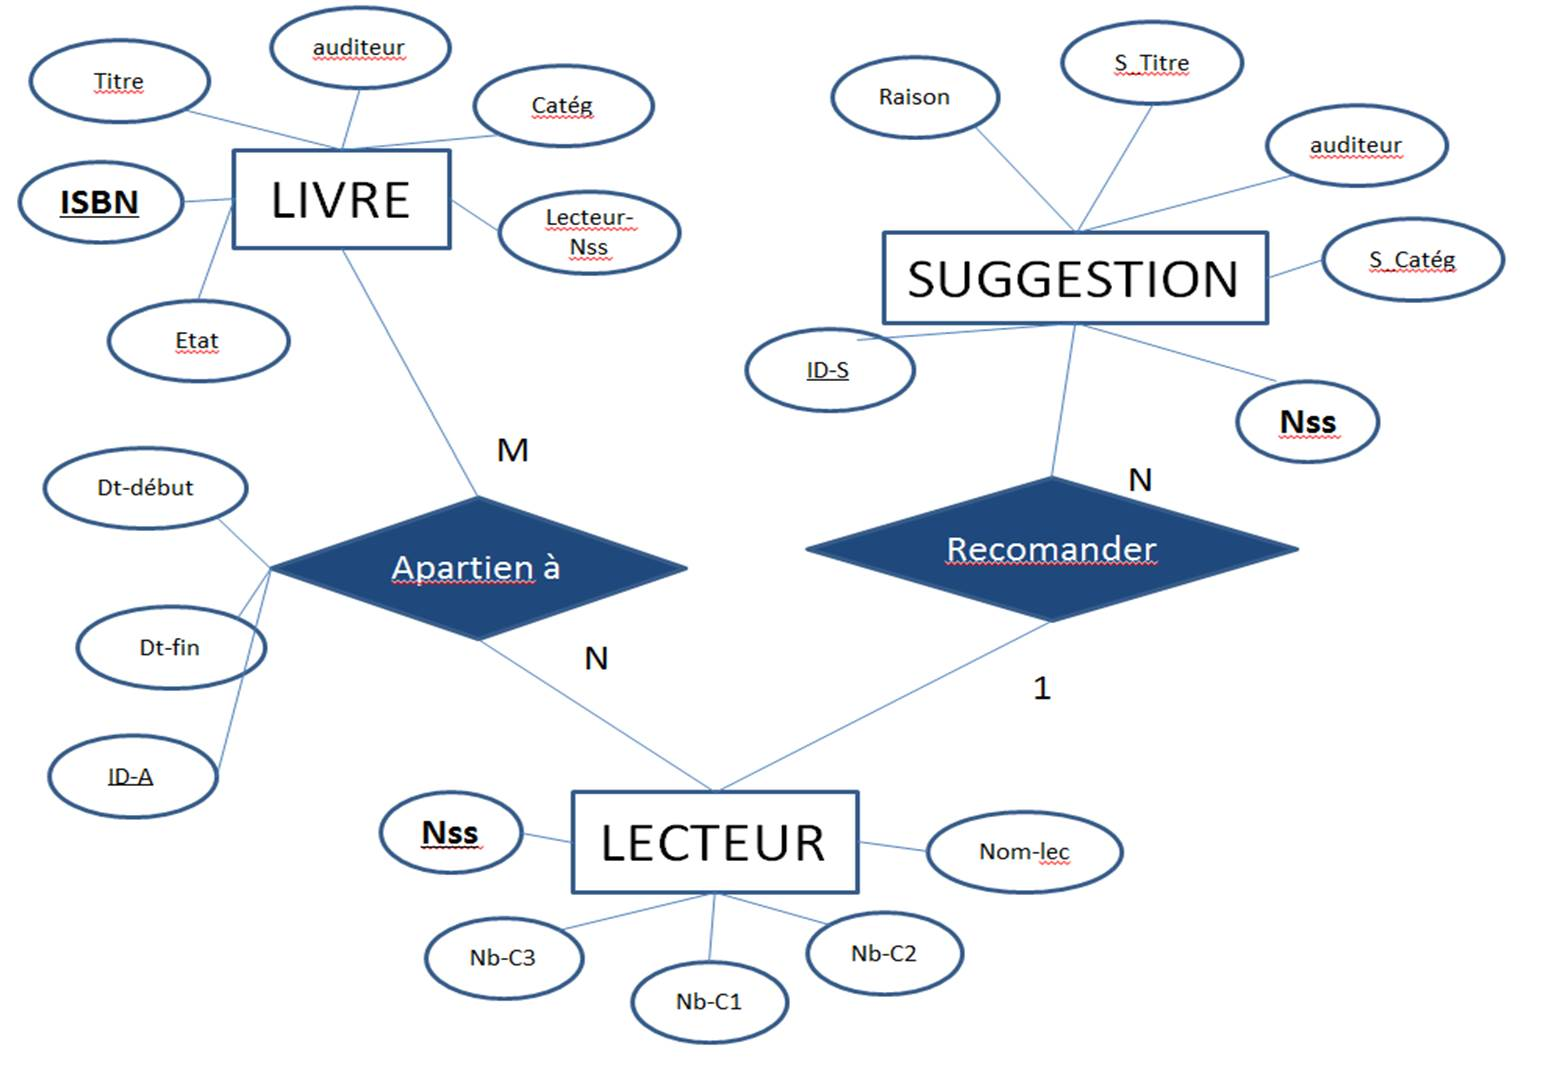 auditeur
Titre
Catég
ISBN
LIVRE
Lecteur-
Nss
Etat
S_Titre
Raison
auditeur
SUGGESTION
S_Catég
ID-S
Nss
M
N
Dt-début
Apartien à
Recomander
Dt-fin
N
1
ID-A
Nss
LECTEUR
Nom-lec
Nb-C3
Nb-C1
Nb-C2